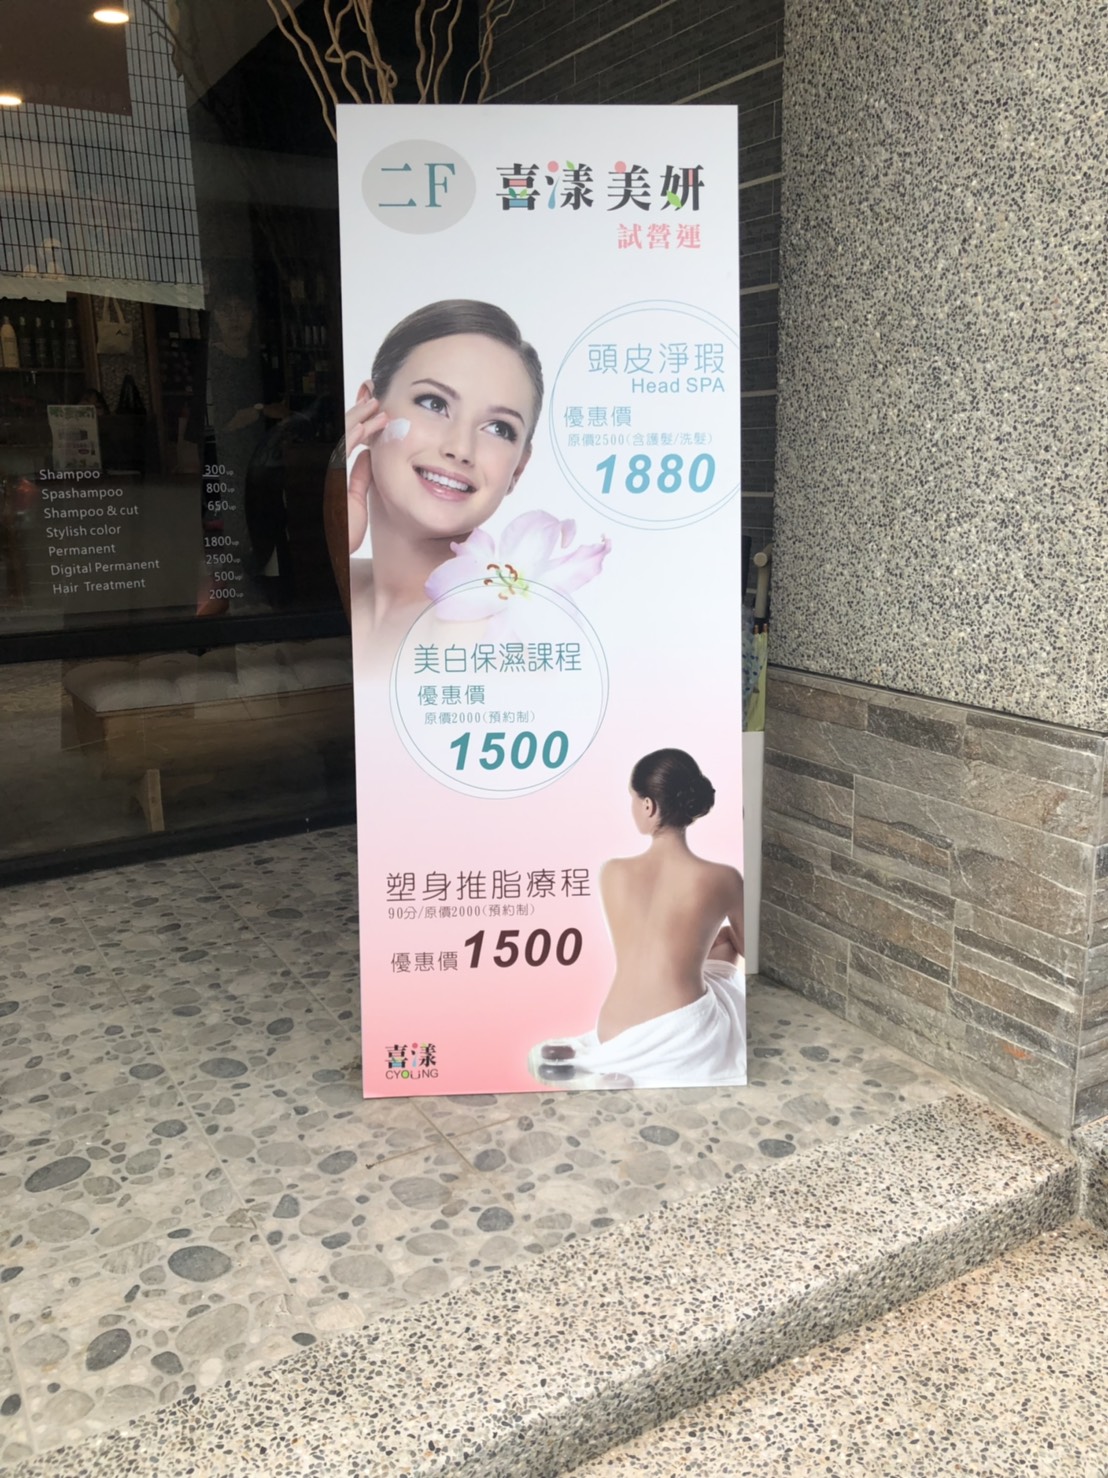 二F 喜漾美妍
試營運
頭皮淨瑕
Head SPA
優惠價
原價2500(含護髮/洗髮)
1880
美白保濕課程
優惠價
原價2000(預約制)
1500
塑身推脂療程
90分/原價2000(預約制)
優惠價1500
喜漾
CYOUNG
Shampoo 300
Spashampoo 800
Shampoo & cut 650
Stylish color 1800
Permanent 2500
Digital Permanent 500
Hair Treatment 2000